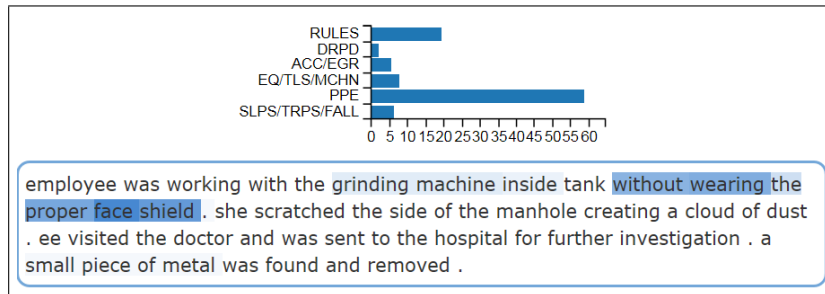 RULES
DRPD
ACC/EGR
EQ/TLS/MCHN
PPE
SLPS/TRPS/FALL
0 5 10 15 20 25 30 35 40 45 50 55 60
employee was working with the grinding machine inside tank without wearing the
proper face shield . she scratched the side of the manhole creating a cloud of dust
. ee visited the doctor and was sent to the hospital for further investigation . a
small piece of metal was found and removed .